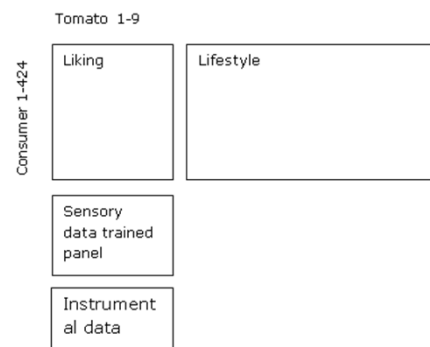 Tomato 1-9
Consumer 1-424
Liking
Lifestyle
Sensory
data trained
panel
Instrument
al data